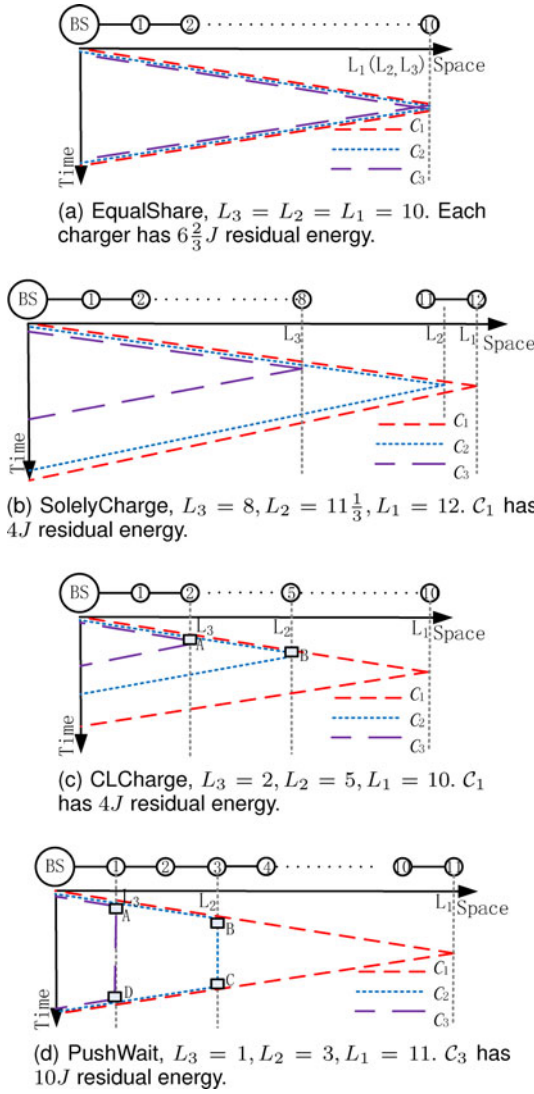 BS 1 2 10
L₁(L₂,L₃) Space
C₁
C₂
C₃
Time
(a) EqualShare, L₃ = L₂ = L₁ = 10. Each
charger has 6⅔J residual energy.
BS 1 2 8 11 12
L₃ L₂ L₁
Space
C₁
C₂
C₃
Time
(b) SolelyCharge, L₃ = 8, L₂ = 11⅓, L₁ = 12. C₁ has
4J residual energy.
BS 1 2 5 10
L₃ L₂ L₁
Space
A
B
C₁
C₂
C₃
Time
(c) CLCharge, L₃ = 2, L₂ = 5, L₁ = 10. C₁
has 4J residual energy.
BS 1 2 3 4 10 11
L₃ L₂ L₁
Space
A
B
C₁
C
C₂
D
C₃
Time
(d) PushWait, L₃ = 1, L₂ = 3, L₁ = 11. C₃ has
10J residual energy.